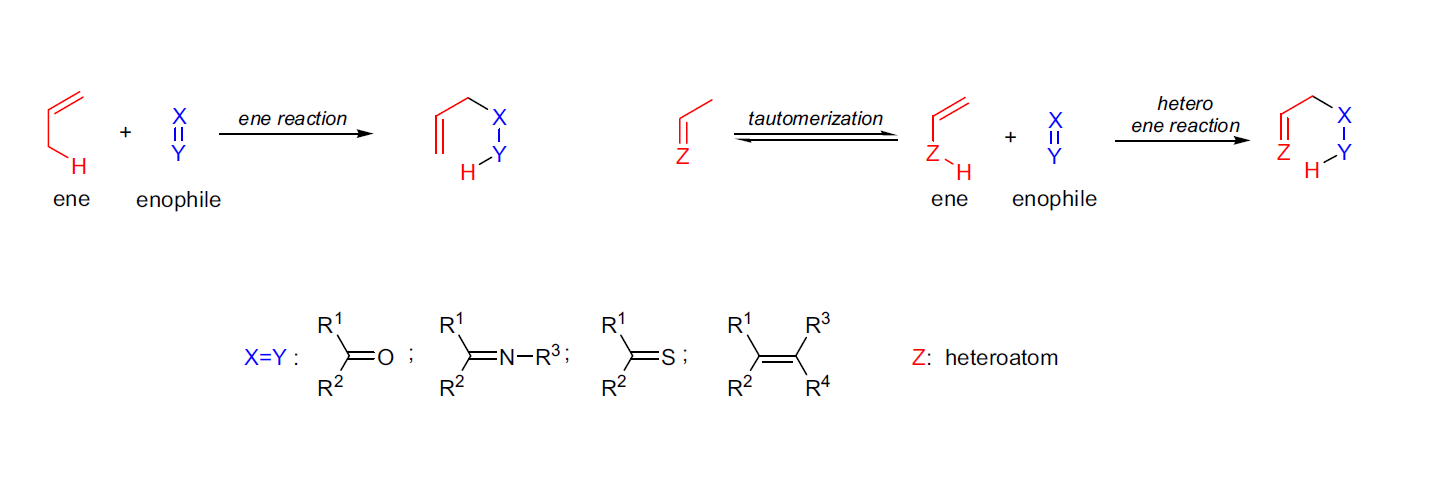 H
ene
+
X
Y
enophile
ene reaction
X
Y
H
Z
tautomerization
Z
H
ene
+
X
Y
enophile
hetero
ene reaction
Z
X
Y
H
X=Y :
R1
R2
O ;
R1
R2
N R3 ;
R1
R2
S ;
R1
R2
R3
R4
Z: heteroatom